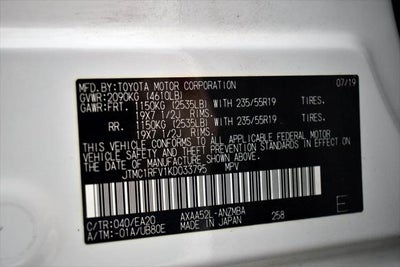 MFD.BY:TOYOTA MOTOR CORPORATION 07/19
GVWR:2090KG (4610LB)
GAWR:FRT. 1150KG (2535LB) WITH 235/55R19 TIRES.
19X7 1/2J RIMS.
RR. 1150KG (2535LB) WITH 235/55R19 TIRES.
19X7 1/2J RIMS.
THIS VEHICLE CONFORMS TO ALL APPLICABLE FEDERAL MOTOR
VEHICLE SAFETY AND THEFT PREVENTION STANDARDS IN EFFECT ON
THE DATE OF MANUFACTURE SHOWN ABOVE.
JTMC1RFV1KD033795 MPV
C/TR:040/EA20 AXAA52L-ANZMBA 258
A/TM:-01A/UB80E MADE IN JAPAN E